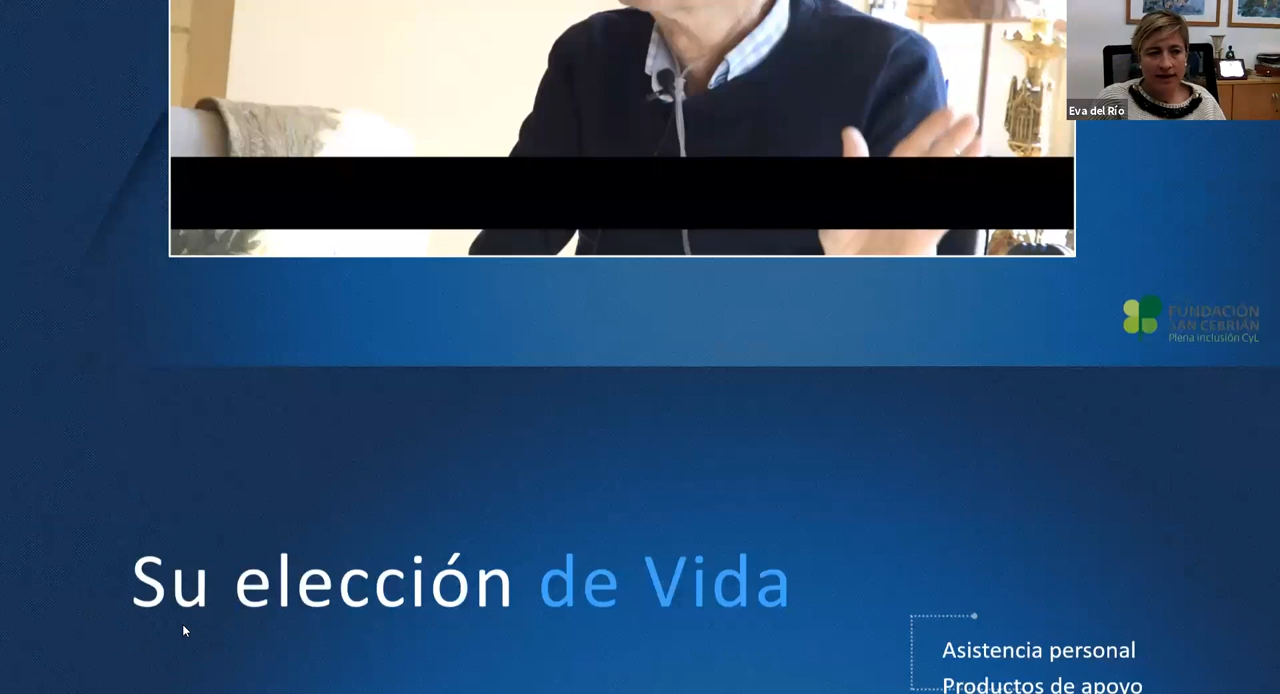 Eva del Río
FUNDACIÓN
SAN CEBRIÁN
Plena inclusión CyL
Su elección de Vida
Asistencia personal
Productos de apoyo